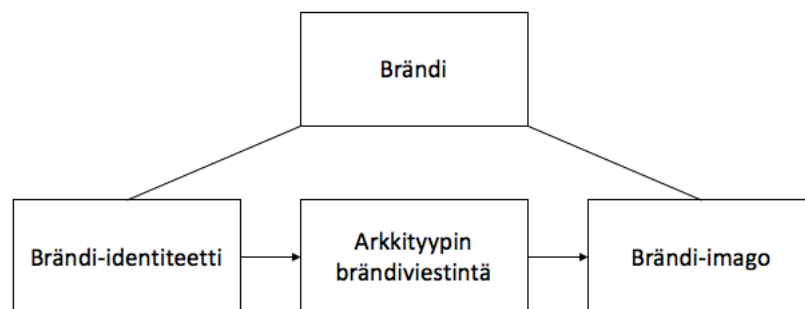 Brändi
Brändi-identiteetti
Arkkityypin
brändiviestintä
Brändi-imago